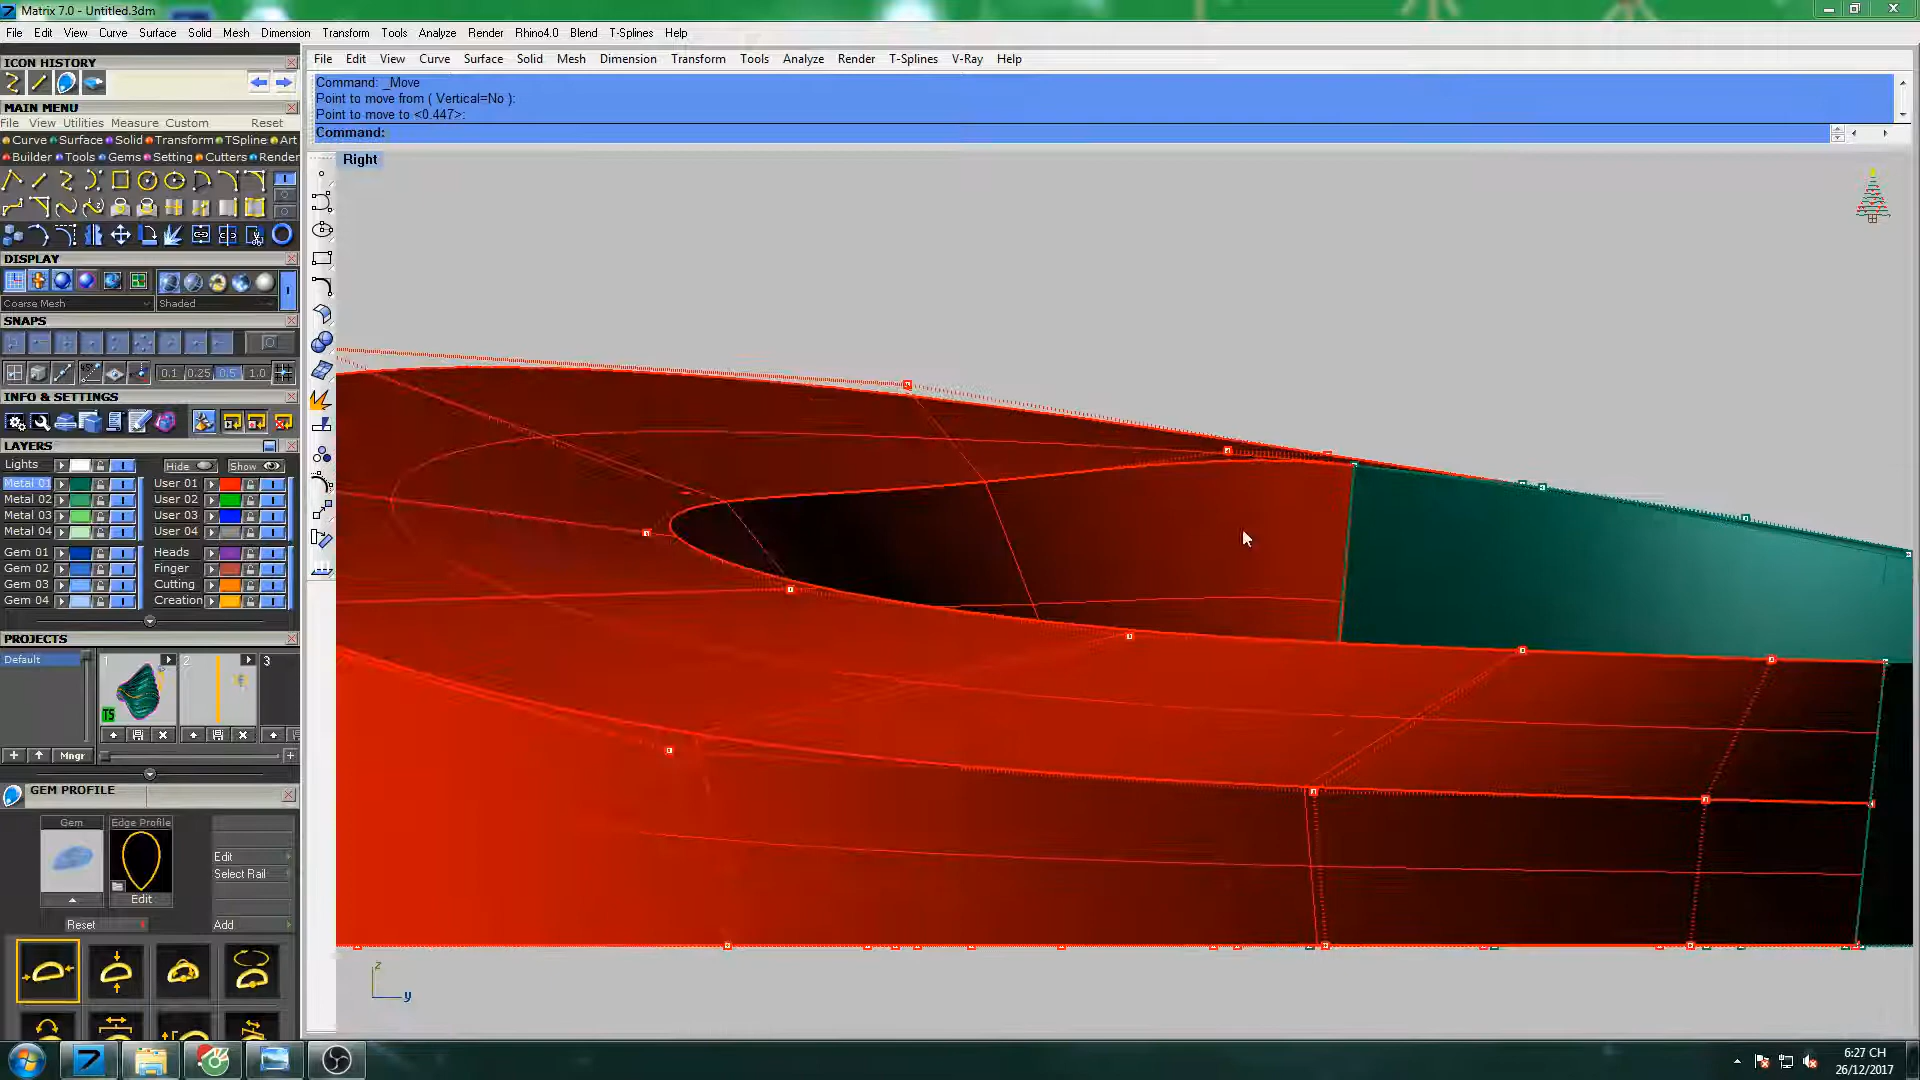 Matrix 7.0 - Untitled.3dm
File Edit View Curve Surface Solid Mesh Dimension Transform Tools Analyze Render Rhino4.0 Blend T-Splines Help
ICON HISTORY
MAIN MENU
File View Utilities Measure Custom Reset
Curve Surface Solid Transform TSpline Art
Builder Tools Gems Setting Cutters Render
DISPLAY
Coarse Mesh Shaded
SNAPS
0.1 0.25 0.5 1.0
INFO & SETTINGS
LAYERS
Lights Hide Show
Metal 01 User 01
Metal 02 User 02
Metal 03 User 03
Metal 04 User 04
Gem 01 Heads
Gem 02 Finger
Gem 03 Cutting
Gem 04 Creation
PROJECTS
Default 1 2 3
TS
+ Mngr +
GEM PROFILE
Gem Edge Profile
Edit
Select Rail
Edit
Reset Add
File Edit View Curve Surface Solid Mesh Dimension Transform Tools Analyze Render T-Splines V-Ray Help
Command: _Move
Point to move from ( Vertical=No ):
Point to move to <0.447>:
Command:
Right
z
y
6:27 CH
26/12/2017